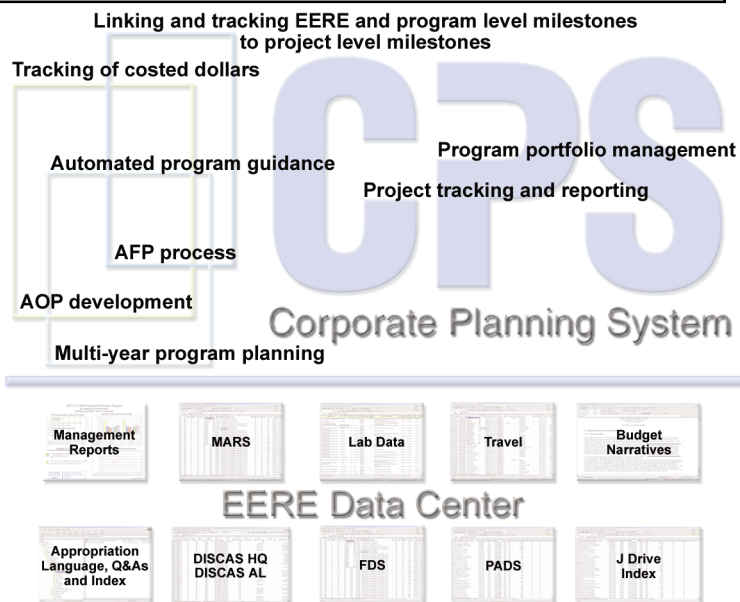 Linking and tracking EERE and program level milestones
to project level milestones
Tracking of costed dollars
CPS
Program portfolio management
Automated program guidance
Project tracking and reporting
AFP process
AOP development
Corporate Planning System
Multi-year program planning
Management
Reports
MARS
Lab Data
Travel
Budget
Narratives
EERE Data Center
Appropriation
Language, Q&As
and Index
DISCAS HQ
DISCAS AL
FDS
PADS
J Drive
Index